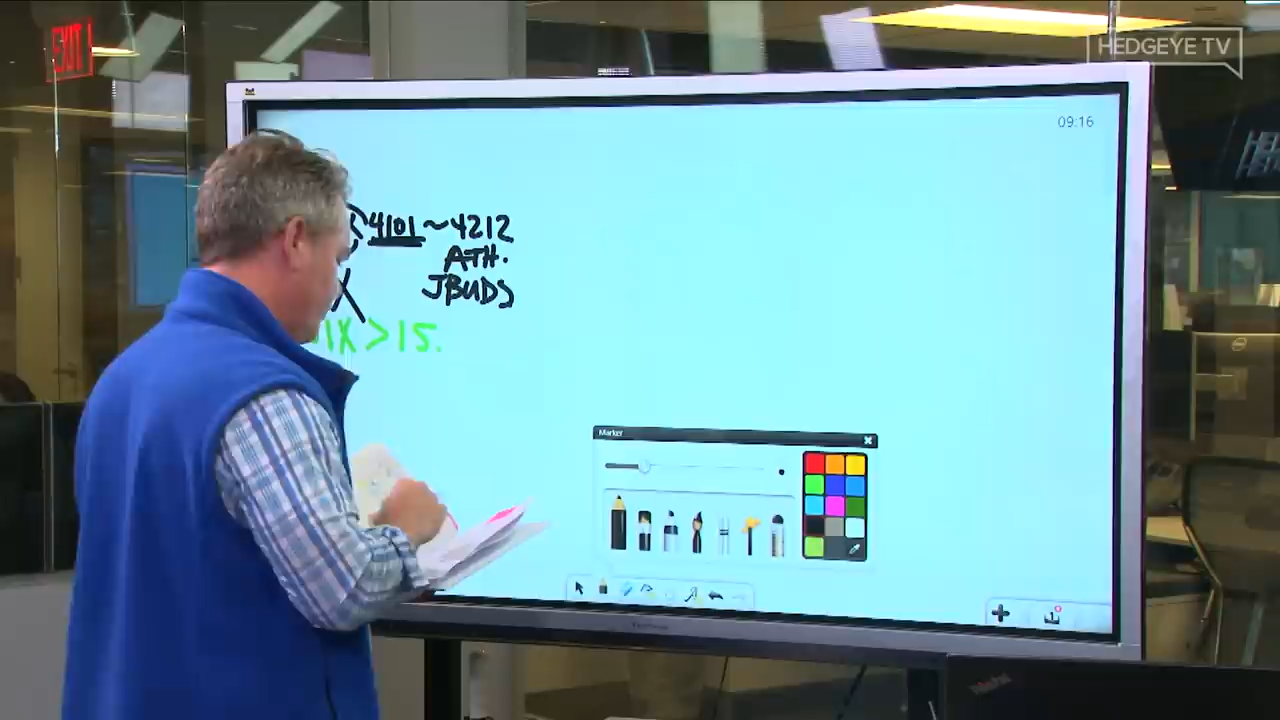 EXIT
HEDGEYE TV
09:16
4101 ~ 4212
ATH.
JBUDS
X
IX > 15.
Marker